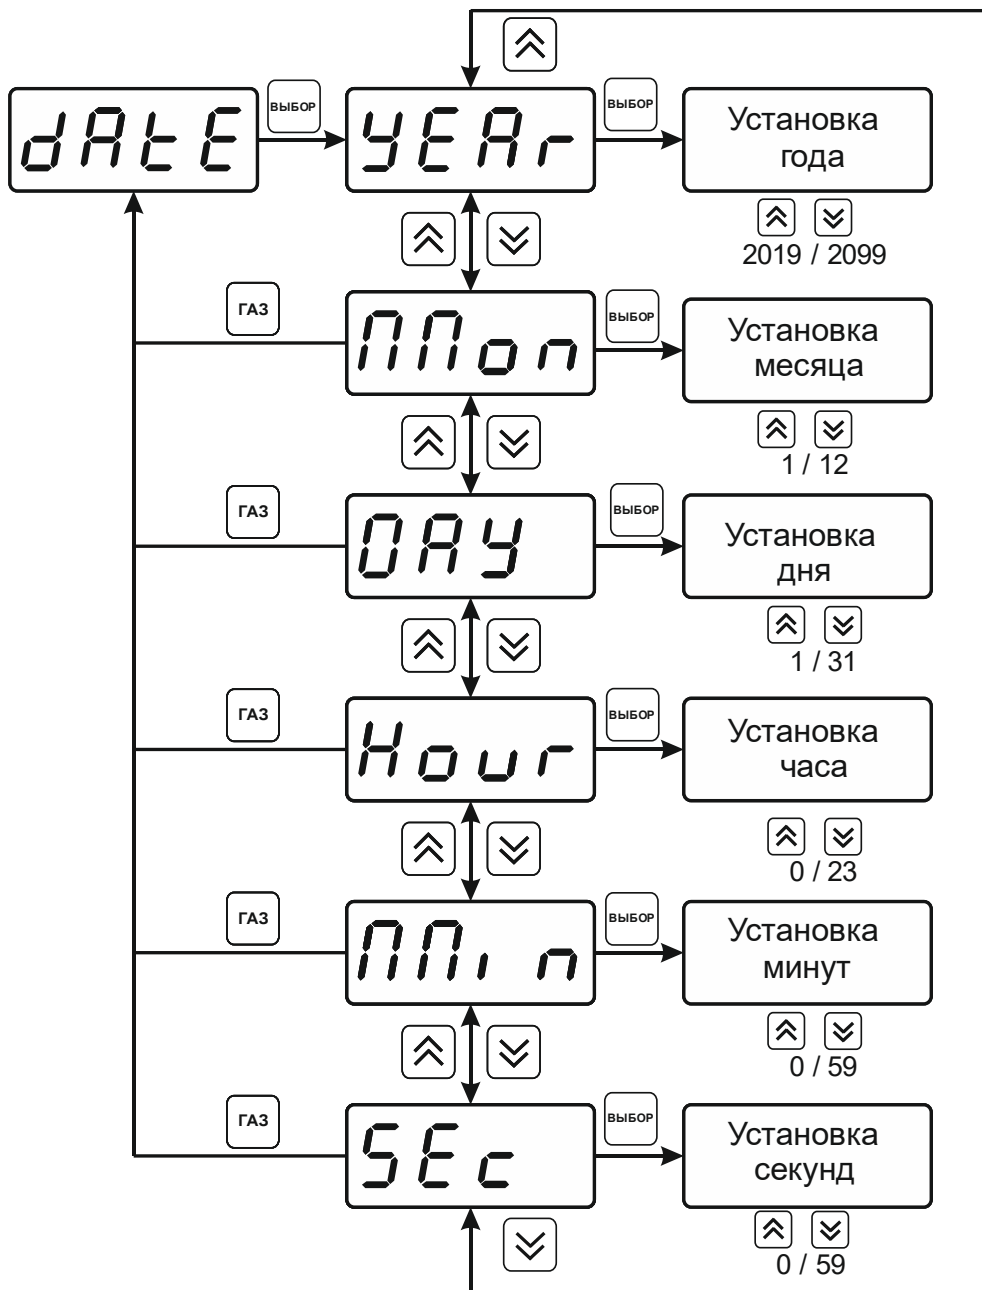 dAtE
ВЫБОР
YEAr
ВЫБОР
Установка
года
2019 / 2099
ГАЗ
ППon
ВЫБОР
Установка
месяца
1 / 12
ГАЗ
DAY
ВЫБОР
Установка
дня
1 / 31
ГАЗ
Hour
ВЫБОР
Установка
часа
0 / 23
ГАЗ
ППın
ВЫБОР
Установка
минут
0 / 59
ГАЗ
SEc
ВЫБОР
Установка
секунд
0 / 59